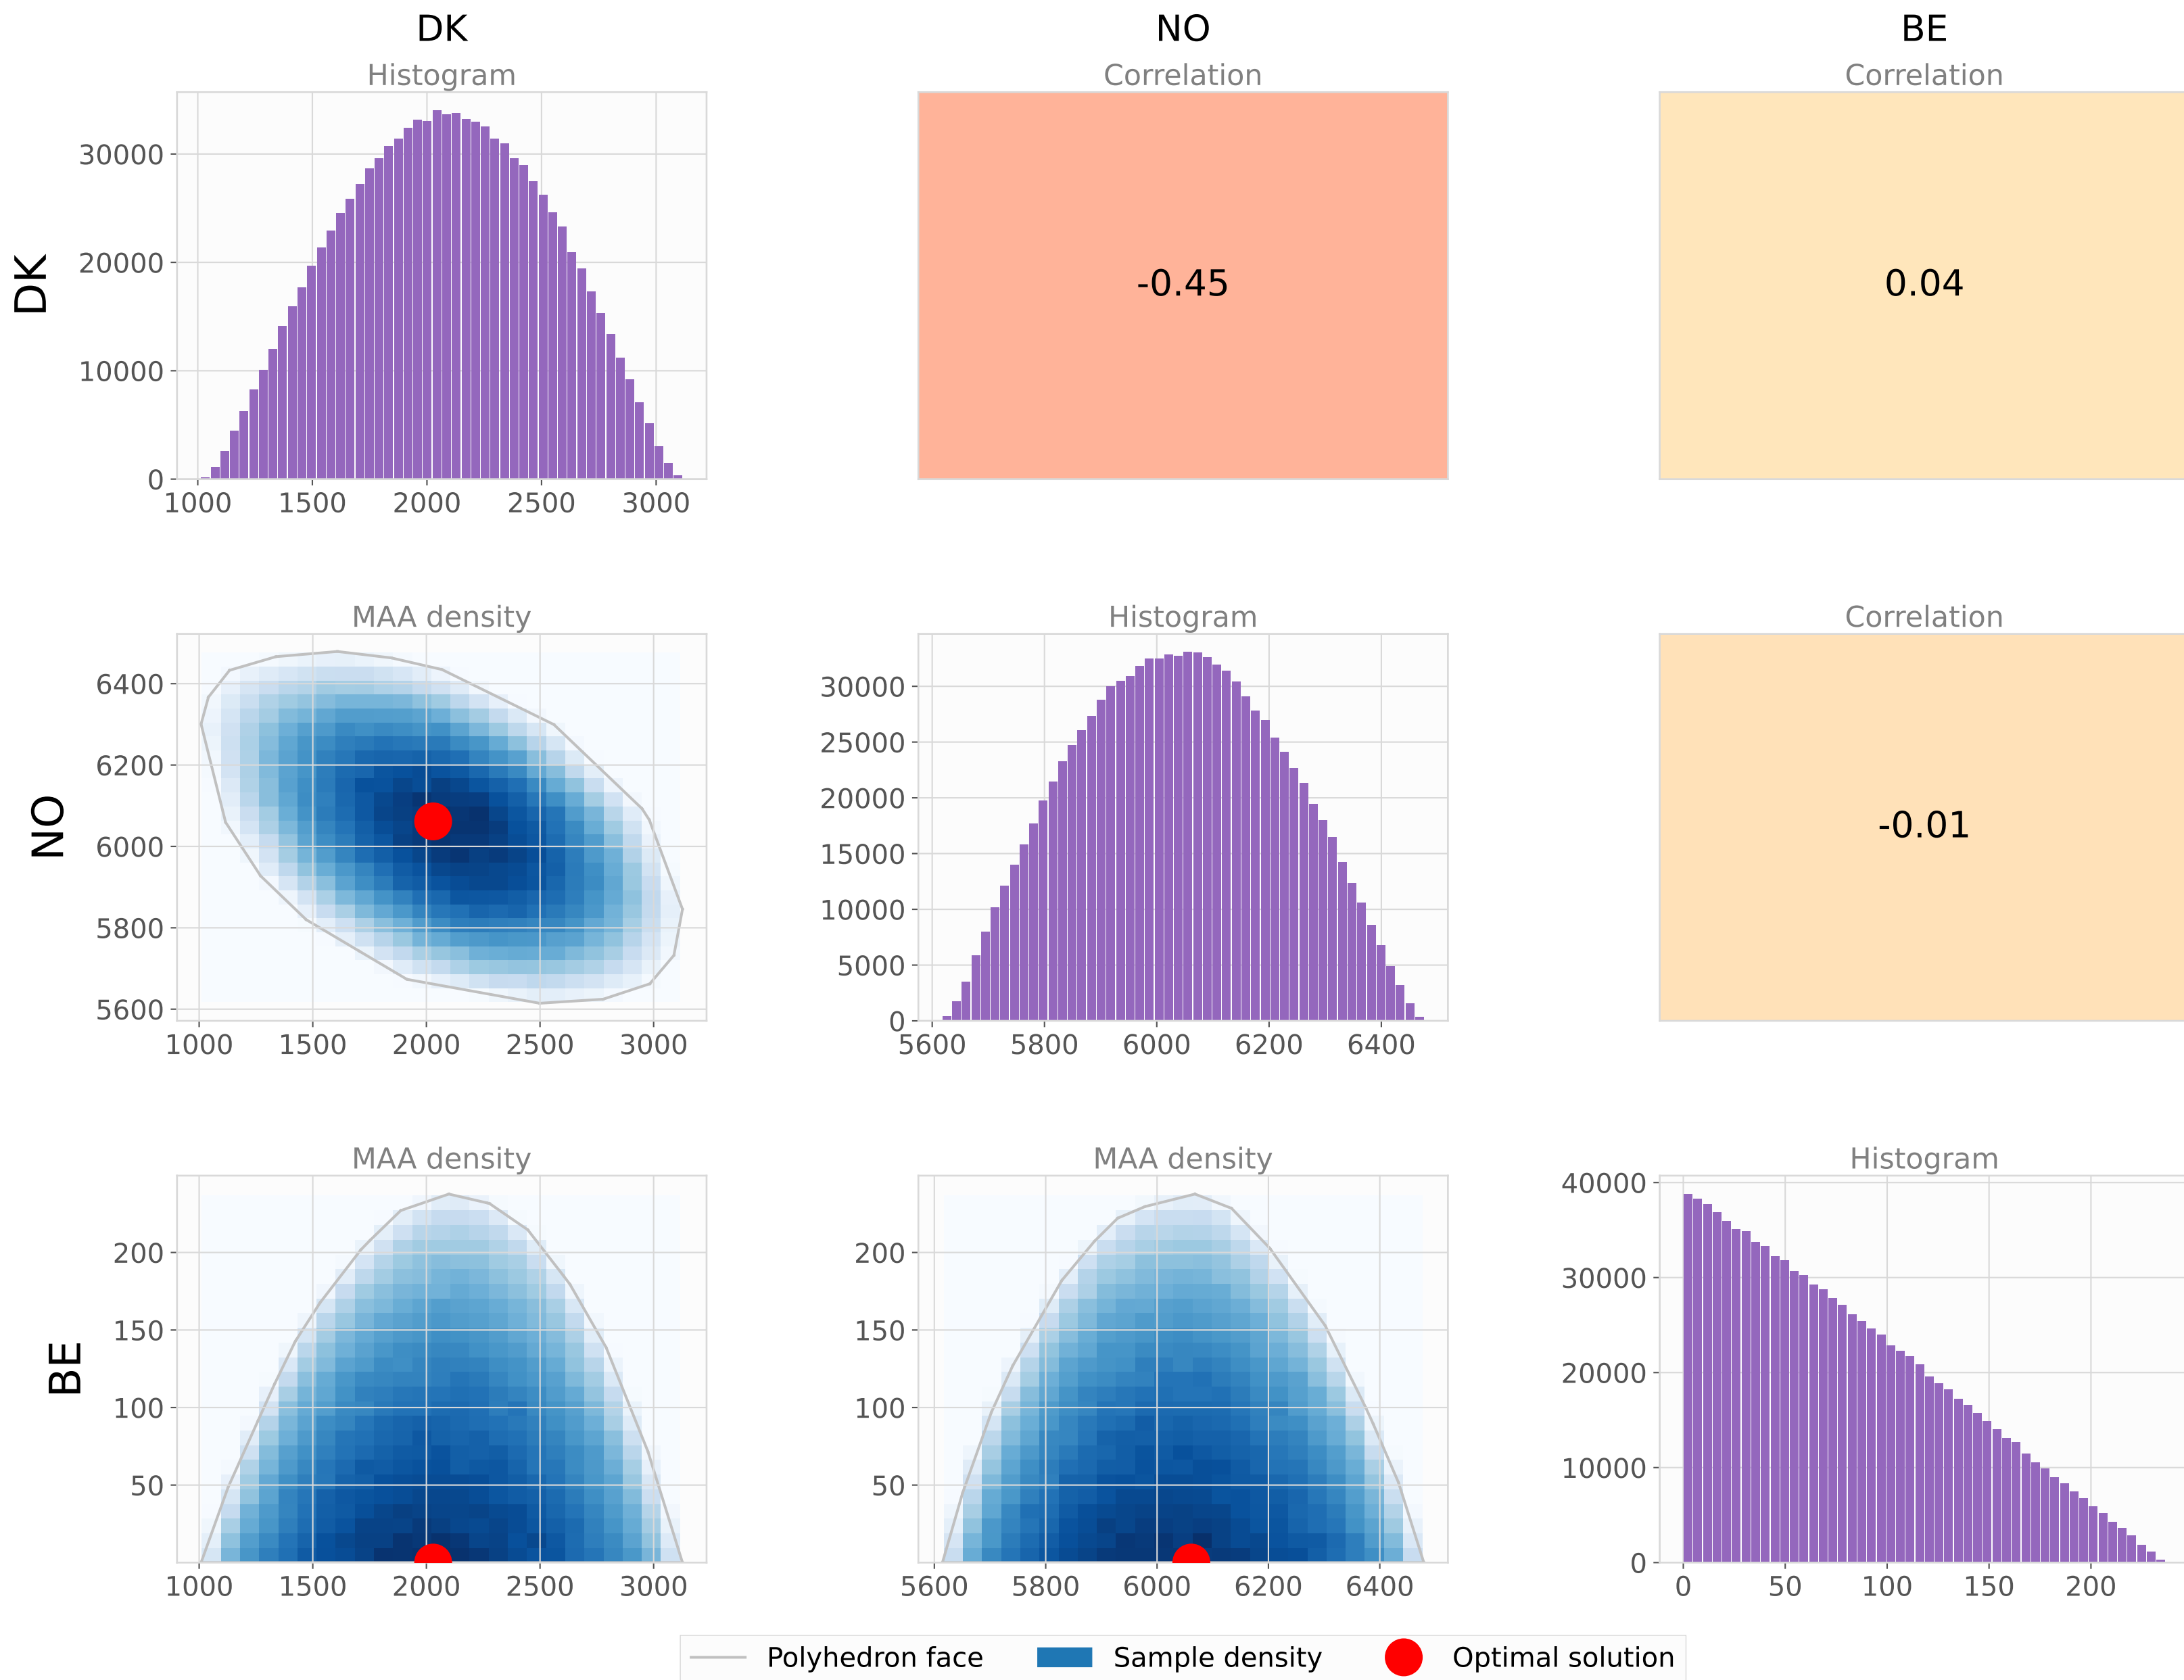 DK NO BE
Histogram Correlation Correlation
DK
30000
20000
10000
0
1000 1500 2000 2500 3000
-0.45
0.04
MAA density Histogram Correlation
NO
6400
6200
6000
5800
5600
1000 1500 2000 2500 3000
30000
25000
20000
15000
10000
5000
0
5600 5800 6000 6200 6400
-0.01
MAA density MAA density Histogram
BE
200
150
100
50
1000 1500 2000 2500 3000
200
150
100
50
5600 5800 6000 6200 6400
40000
30000
20000
10000
0
0 50 100 150 200
Polyhedron face Sample density Optimal solution